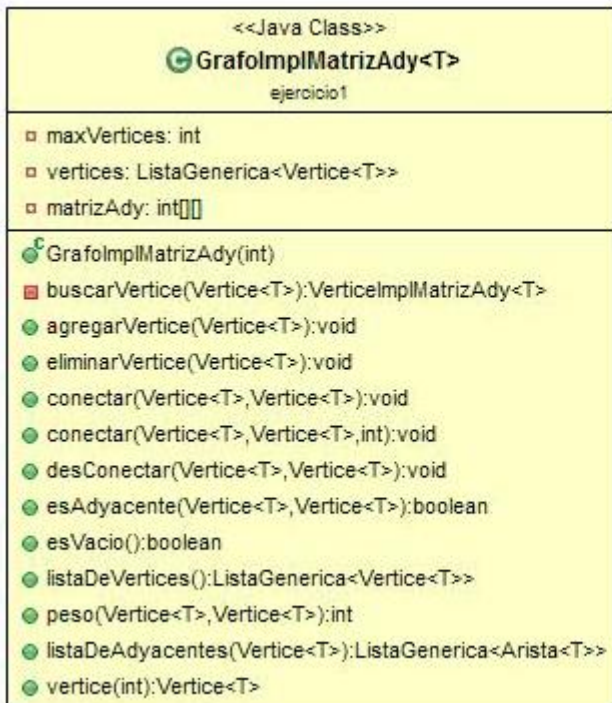 <<Java Class>>
GrafoImplMatrizAdy<T>
ejercicio1
maxVertices: int
vertices: ListaGenerica<Vertice<T>>
matrizAdy: int[][]
GrafoImplMatrizAdy(int)
buscarVertice(Vertice<T>):VerticeImplMatrizAdy<T>
agregarVertice(Vertice<T>):void
eliminarVertice(Vertice<T>):void
conectar(Vertice<T>,Vertice<T>):void
conectar(Vertice<T>,Vertice<T>,int):void
desConectar(Vertice<T>,Vertice<T>):void
esAdyacente(Vertice<T>,Vertice<T>):boolean
esVacio():boolean
listaDeVertices():ListaGenerica<Vertice<T>>
peso(Vertice<T>,Vertice<T>):int
listaDeAdyacentes(Vertice<T>):ListaGenerica<Arista<T>>
vertice(int):Vertice<T>